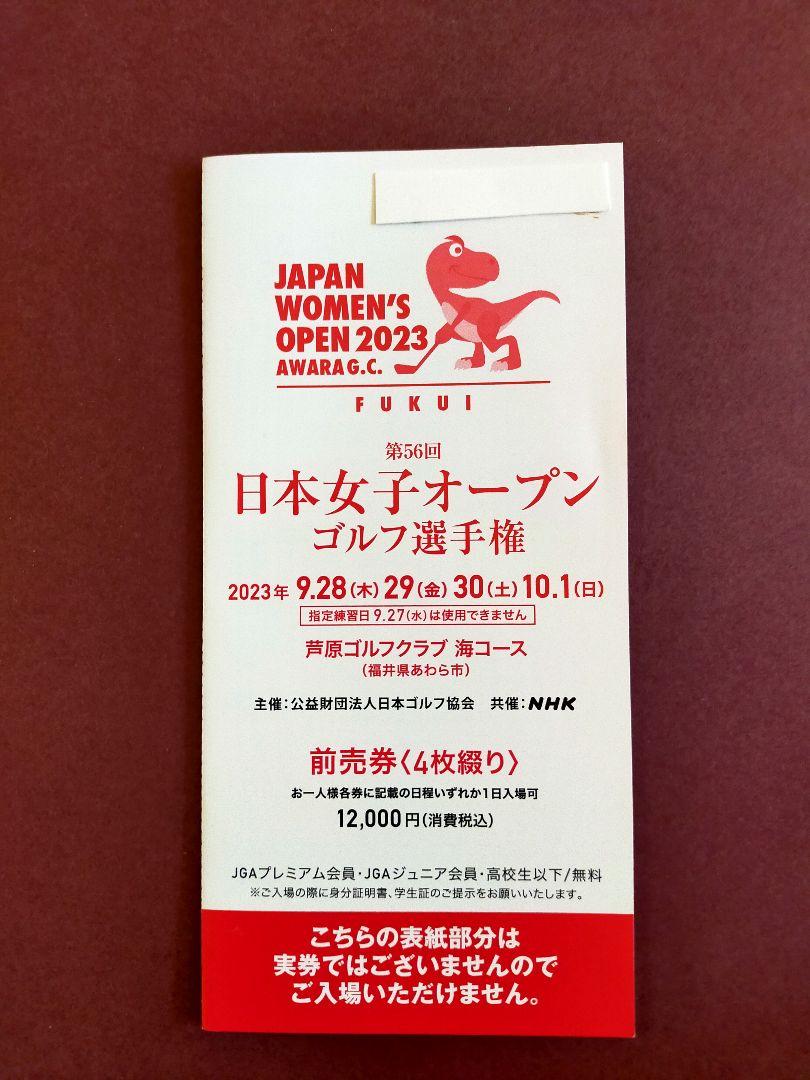 JAPAN
WOMEN'S
OPEN 2023
AWARA G.C.
FUKUI
第56回
日本女子オープン
ゴルフ選手権
2023年 9.28(木) 29(金) 30(土) 10.1(日)
指定練習日 9.27(水)は使用できません
芦原ゴルフクラブ 海コース
(福井県あわら市)
主催:公益財団法人日本ゴルフ協会 共催:NHK
前売券〈4枚綴り〉
お一人様各券に記載の日程いずれか1日入場可
12,000円(消費税込)
JGAプレミアム会員・JGAジュニア会員・高校生以下/無料
※ご入場の際に身分証明書、学生証のご提示をお願いいたします。
こちらの表紙部分は
実券ではございませんので
ご入場いただけません。